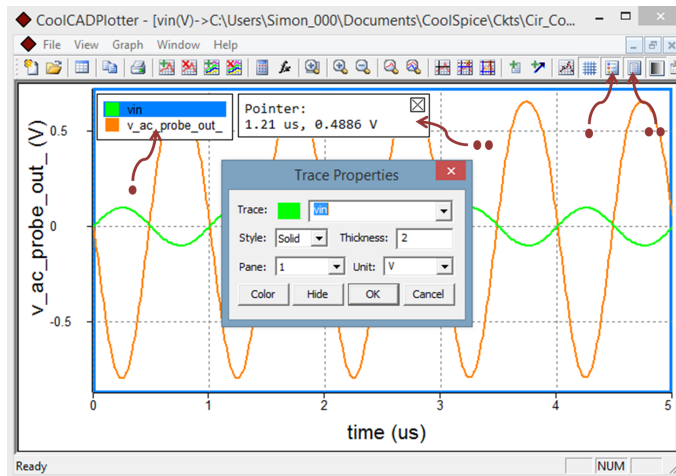 CoolCADPlotter - [vin(V)->C:\Users\Simon_000\Documents\CoolSpice\Ckts\Cir_Co...
File View Graph Window Help
vin
v_ac_probe_out_
Pointer:
1.21 us, 0.4886 V
Trace Properties
Trace: vin
Style: Solid Thickness: 2
Pane: 1 Unit: V
Color Hide OK Cancel
v_ac_probe_out_ (V)
0.5
0
-0.5
0 1 2 3 4 5
time (us)
Ready NUM